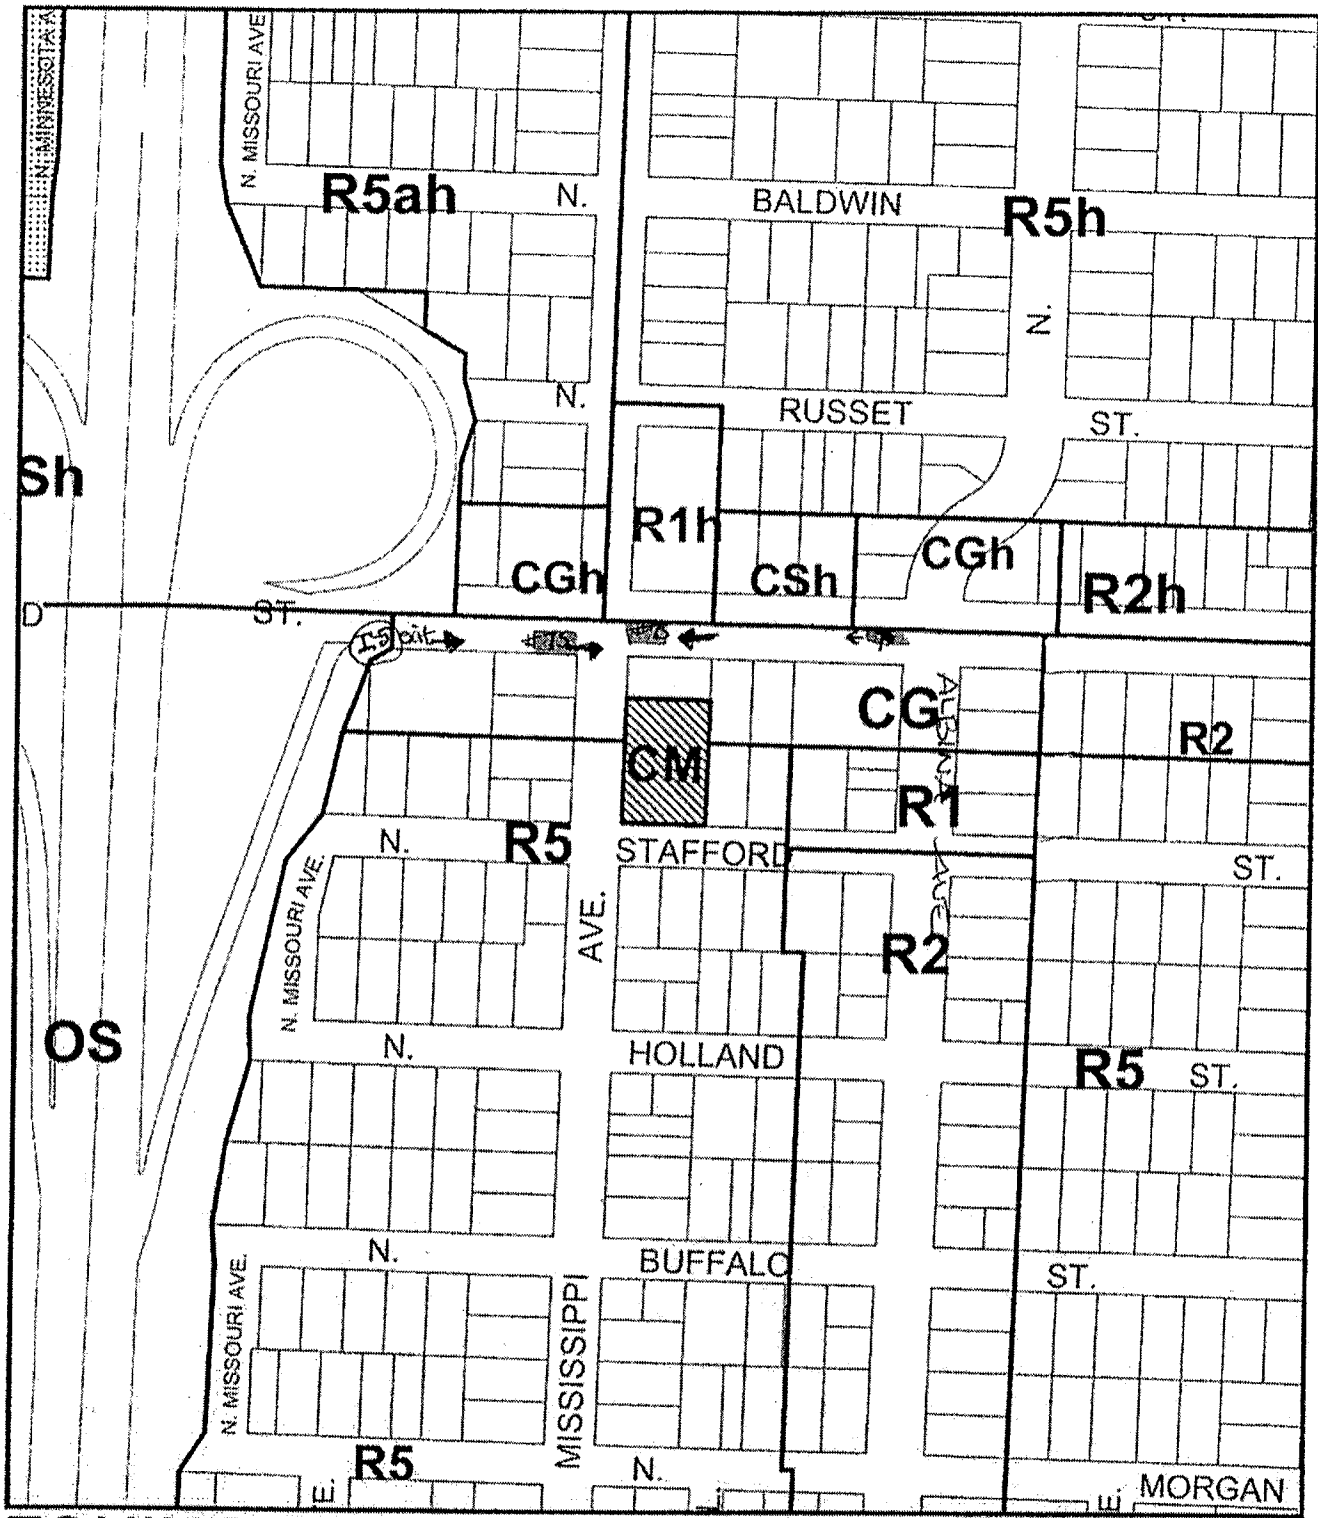 N. MINNESOTA A
N. MISSOURI AVE
R5ah
N.
BALDWIN
R5h
N.
N.
RUSSET
ST.
Sh
R1h
CGh
CSh
CGh
R2h
D
ST.
I-5 exit
CG
ALBINA
R2
CM
R1
N.
R5
STAFFORD
ST.
AVE
N. MISSOURI AVE.
AVE.
R2
OS
N.
HOLLAND
R5
ST.
N.
BUFFALO
ST.
N. MISSOURI AVE.
MISSISSIPPI
R5
N.
MORGAN
E.
E.